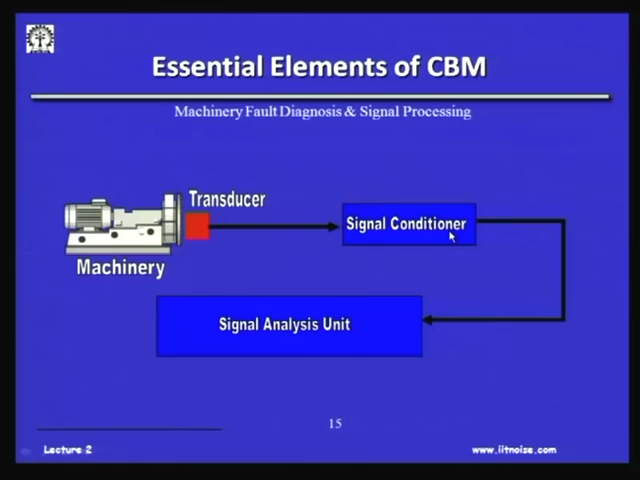 Essential Elements of CBM
Machinery Fault Diagnosis & Signal Processing
Transducer
Signal Conditioner
Machinery
Signal Analysis Unit
15
Lecture 2
www.iitnoise.com